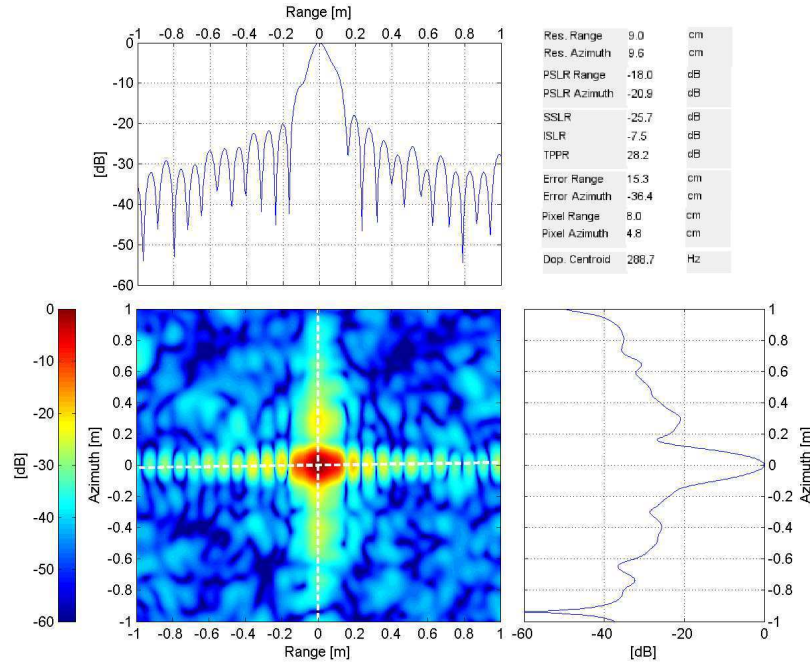 Range [m]
-1 -0.8 -0.6 -0.4 -0.2 0 0.2 0.4 0.6 0.8 1
0
-10
-20
-30
-40
-50
-60
[dB]
Res. Range 9.0 cm
Res. Azimuth 9.6 cm
PSLR Range -18.0 dB
PSLR Azimuth -20.9 dB
SSLR -25.7 dB
ISLR -7.5 dB
TPPR 28.2 dB
Error Range 15.3 cm
Error Azimuth -36.4 cm
Pixel Range 8.0 cm
Pixel Azimuth 4.8 cm
Dop. Centroid 288.7 Hz
0
-10
-20
-30
-40
-50
-60
[dB]
1
0.8
0.6
0.4
0.2
0
-0.2
-0.4
-0.6
-0.8
-1
Azimuth [m]
-1 -0.8 -0.6 -0.4 -0.2 0 0.2 0.4 0.6 0.8 1
Range [m]
1
0.8
0.6
0.4
0.2
0
-0.2
-0.4
-0.6
-0.8
-1
Azimuth [m]
-60 -40 -20 0
[dB]